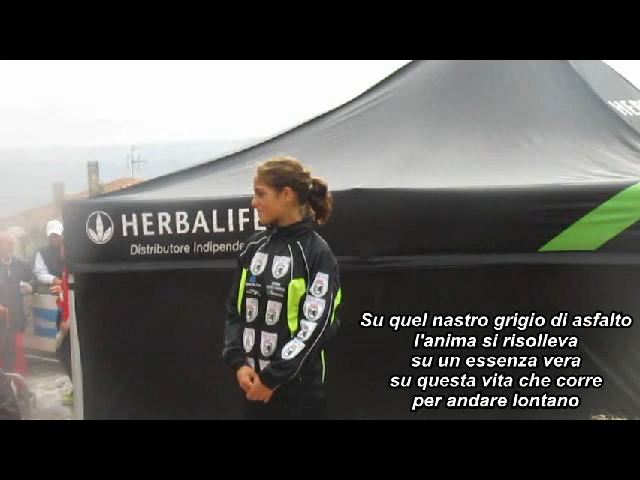 HERBALIFE
Distributore Indipende
HE
Su quel nastro grigio di asfalto
l'anima si risolleva
su un essenza vera
su questa vita che corre
per andare lontano